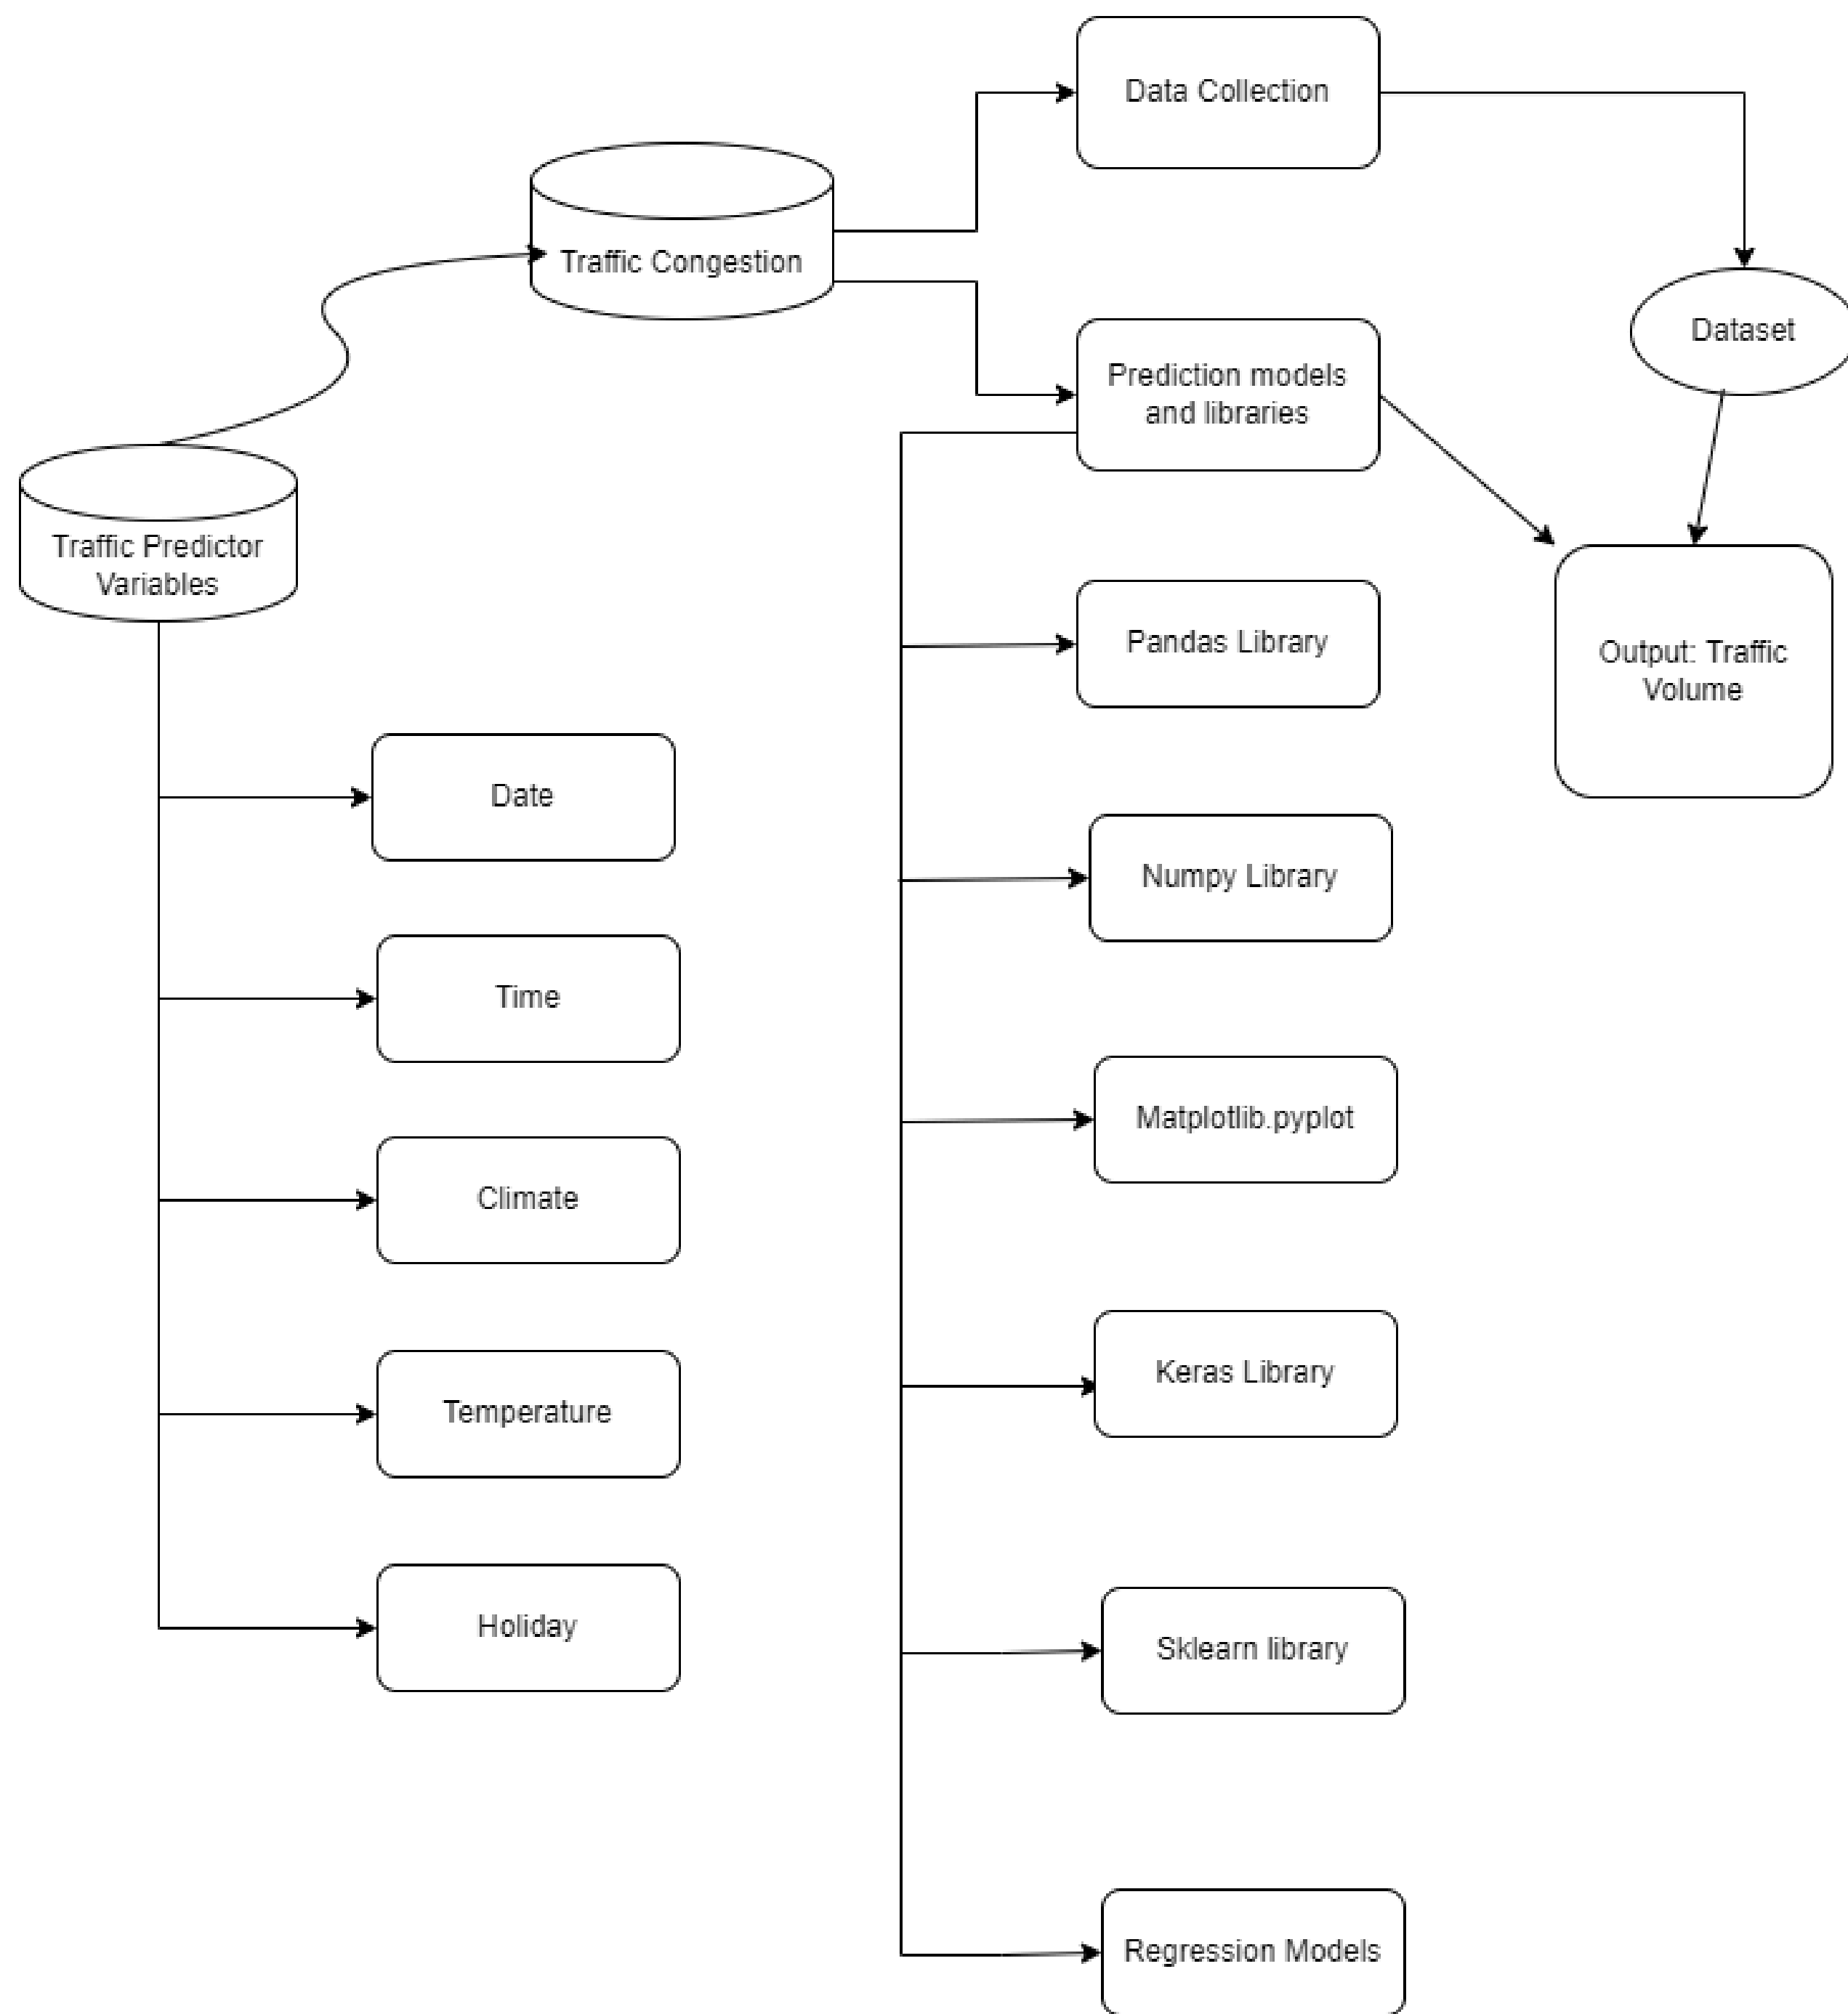 Data Collection
Traffic Congestion
Dataset
Prediction models
and libraries
Traffic Predictor
Variables
Pandas Library
Output: Traffic
Volume
Date
Numpy Library
Time
Matplotlib.pyplot
Climate
Keras Library
Temperature
Holiday
Sklearn library
Regression Models